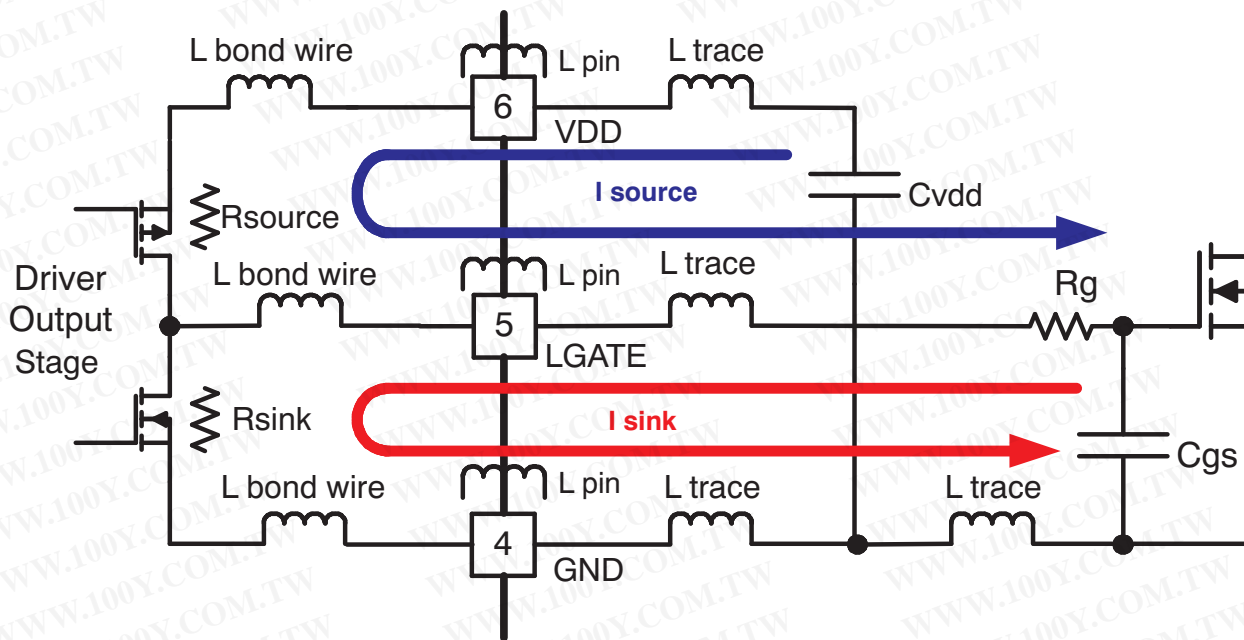 L bond wire
L pin
L trace
6
VDD
I source
Cvdd
Rsource
L bond wire
L pin
L trace
Rg
Driver
Output
Stage
5
LGATE
Rsink
I sink
Cgs
L bond wire
L pin
L trace
L trace
4
GND
WWW.100Y.COM.TW